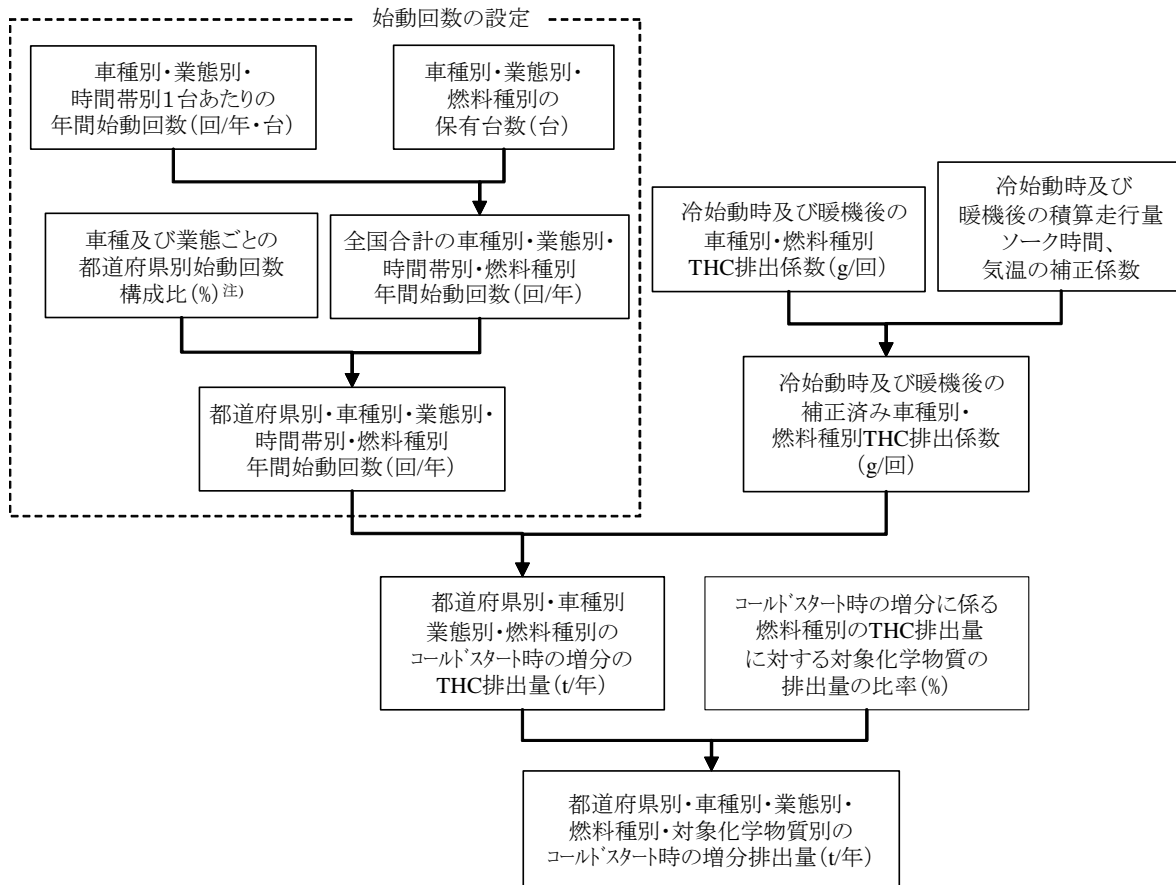 始動回数の設定
車種別・業態別・
時間帯別1台あたりの
年間始動回数(回/年・台)
車種別・業態別・
燃料種別の
保有台数(台)
車種及び業態ごとの
都道府県別始動回数
構成比(%)注)
全国合計の車種別・業態別・
時間帯別・燃料種別
年間始動回数(回/年)
冷始動時及び暖機後の
車種別・燃料種別
THC排出係数(g/回)
冷始動時及び
暖機後の積算走行量
ソーク時間、
気温の補正係数
都道府県別・車種別・業態別・
時間帯別・燃料種別
年間始動回数(回/年)
冷始動時及び暖機後の
補正済み車種別・
燃料種別THC排出係数
(g/回)
都道府県別・車種別
業態別・燃料種別の
コールドスタート時の増分の
THC排出量(t/年)
コールドスタート時の増分に係る
燃料種別のTHC排出量
に対する対象化学物質の
排出量の比率(%)
都道府県別・車種別・業態別・
燃料種別・対象化学物質別の
コールドスタート時の増分排出量(t/年)